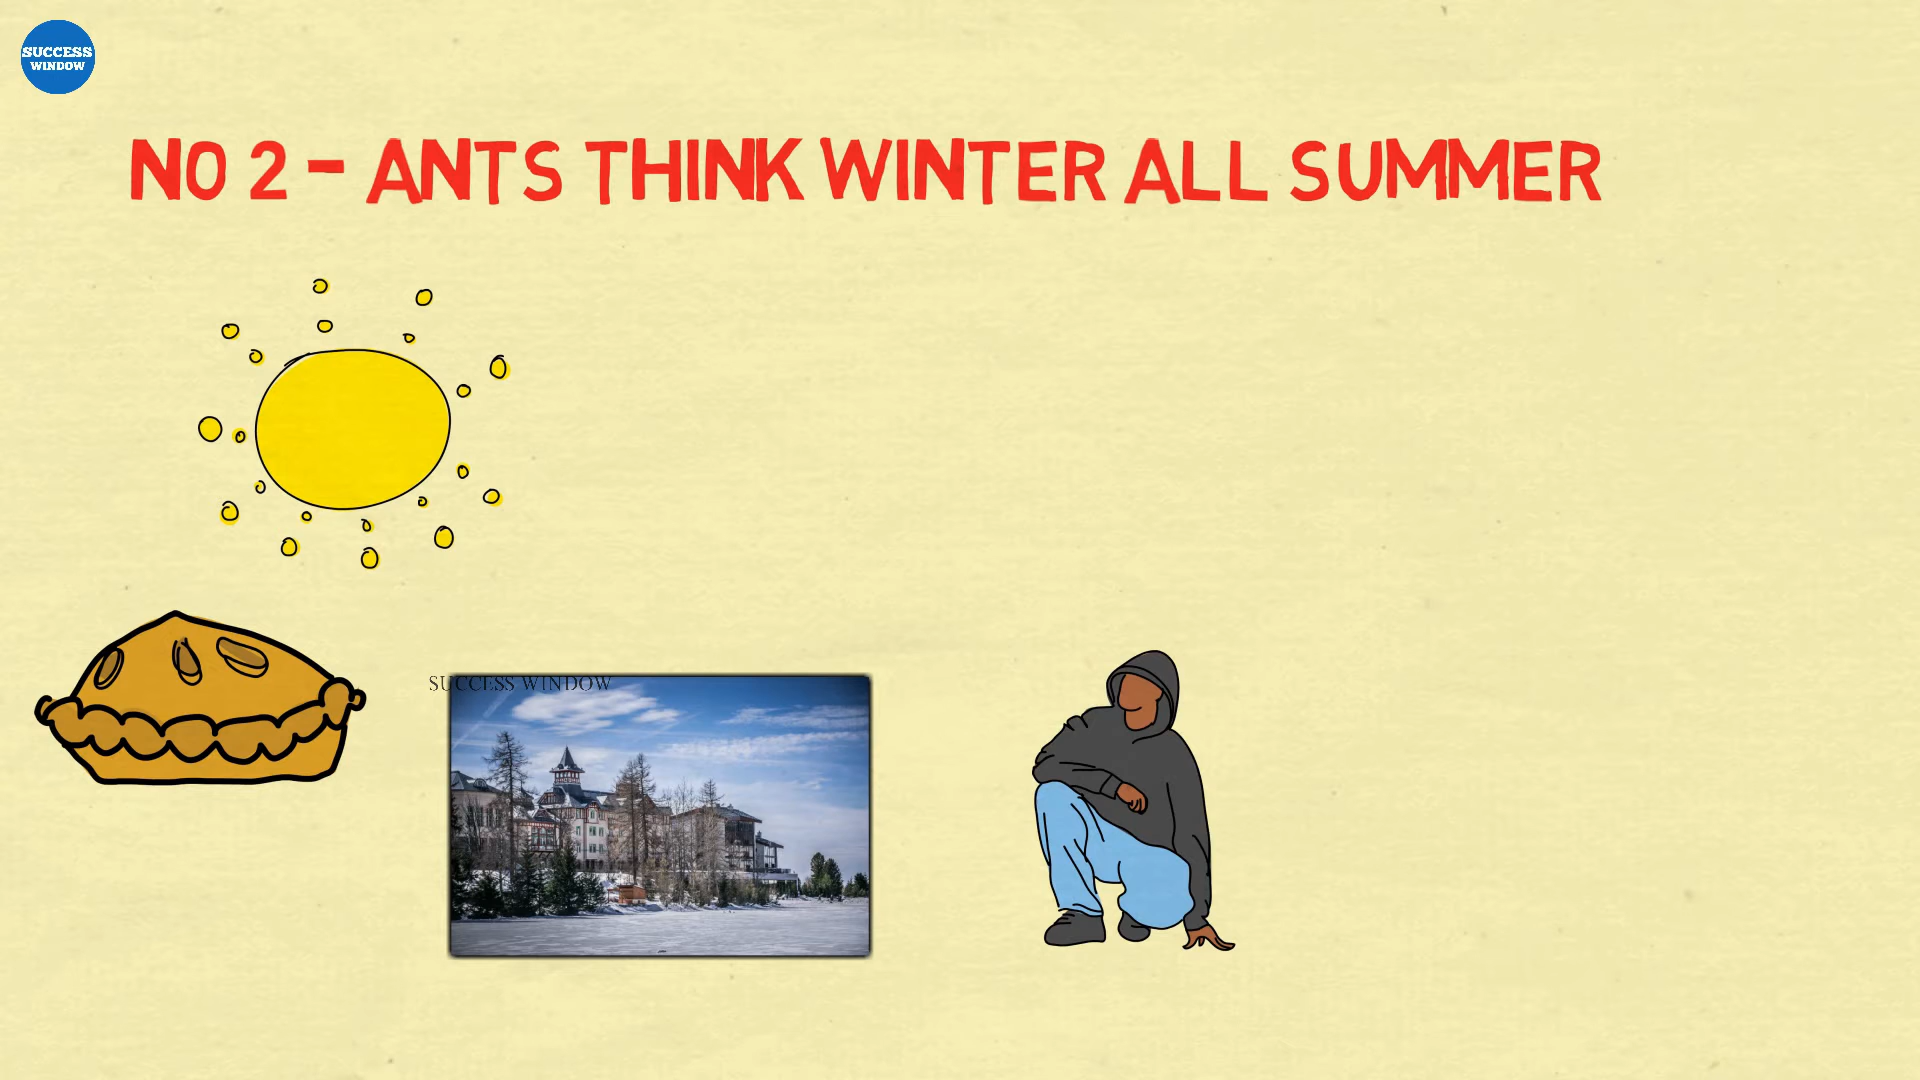 SUCCESS
WINDOW
NO 2 - ANTS THINK WINTER ALL SUMMER
SUCCESS WINDOW